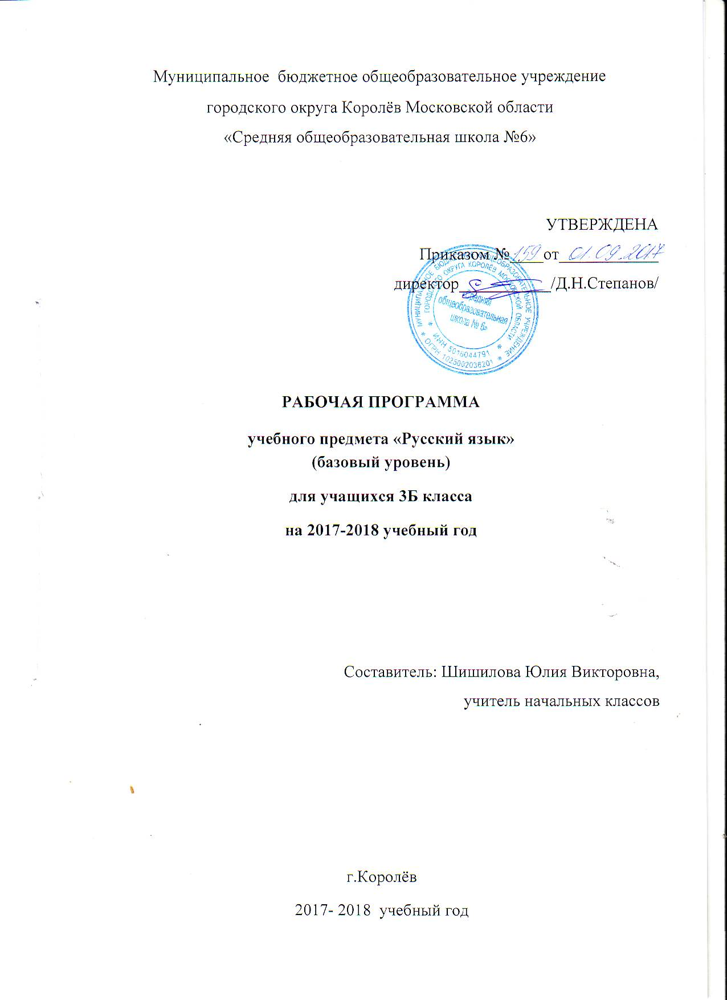 Муниципальное бюджетное общеобразовательное учреждение
городского округа Королёв Московской области
«Средняя общеобразовательная школа №6»
УТВЕРЖДЕНА
Приказом № 159 от 01.09.2017
директор /Д.Н.Степанов/
МУНИЦИПАЛЬНОЕ БЮДЖЕТНОЕ ОБЩЕОБРАЗОВАТЕЛЬНОЕ УЧРЕЖДЕНИЕ
ГОРОДСКОГО ОКРУГА КОРОЛЁВ МОСКОВСКОЙ ОБЛАСТИ
«Средняя
общеобразовательная
школа № 6»
* ИНН 5018044791 *
* ОГРН 1025002036201 *
РАБОЧАЯ ПРОГРАММА
учебного предмета «Русский язык»
(базовый уровень)
для учащихся 3Б класса
на 2017-2018 учебный год
Составитель: Шишилова Юлия Викторовна,
учитель начальных классов
г.Королёв
2017- 2018 учебный год